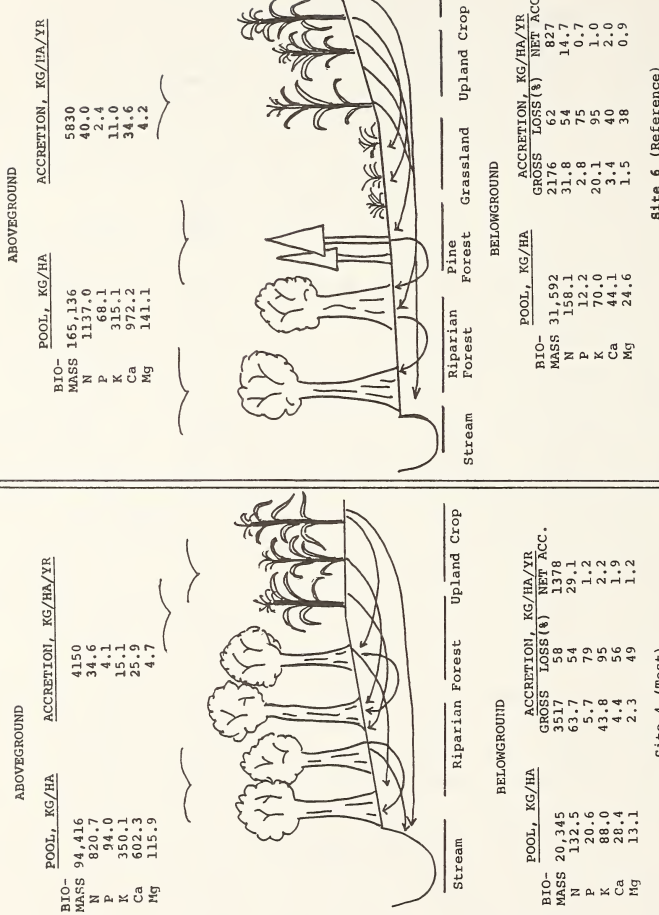 ABOVEGROUND
POOL, KG/HA ACCRETION, KG/HA/YR
BIO-
MASS 94,416 4150
N 820.7 34.6
P 94.0 4.1
K 350.1 15.1
Ca 602.3 25.9
Mg 115.9 4.7
Stream Riparian Forest Upland Crop
BELOWGROUND
POOL, KG/HA ACCRETION, KG/HA/YR
BIO- GROSS LOSS(%) NET ACC.
MASS 20,345 3517 58 1378
N 132.5 63.7 54 29.1
P 20.6 5.7 79 1.2
K 88.0 43.8 95 2.2
Ca 28.4 4.4 56 1.9
Mg 13.1 2.3 49 1.2
ABOVEGROUND
POOL, KG/HA ACCRETION, KG/HA/YR
BIO-
MASS 165,136 5830
N 1137.0 40.0
P 68.1 2.4
K 315.1 11.0
Ca 972.2 34.6
Mg 141.1 4.2
Stream Riparian Forest Pine Forest Grassland Upland Crop
BELOWGROUND
POOL, KG/HA ACCRETION, KG/HA/YR
BIO- GROSS LOSS(%) NET ACC
MASS 31,592 2176 62 827
N 158.1 31.8 54 14.7
P 12.2 2.8 75 0.7
K 70.0 20.1 95 1.0
Ca 44.1 3.4 40 2.0
Mg 24.6 1.5 38 0.9
Site 6 (Reference)